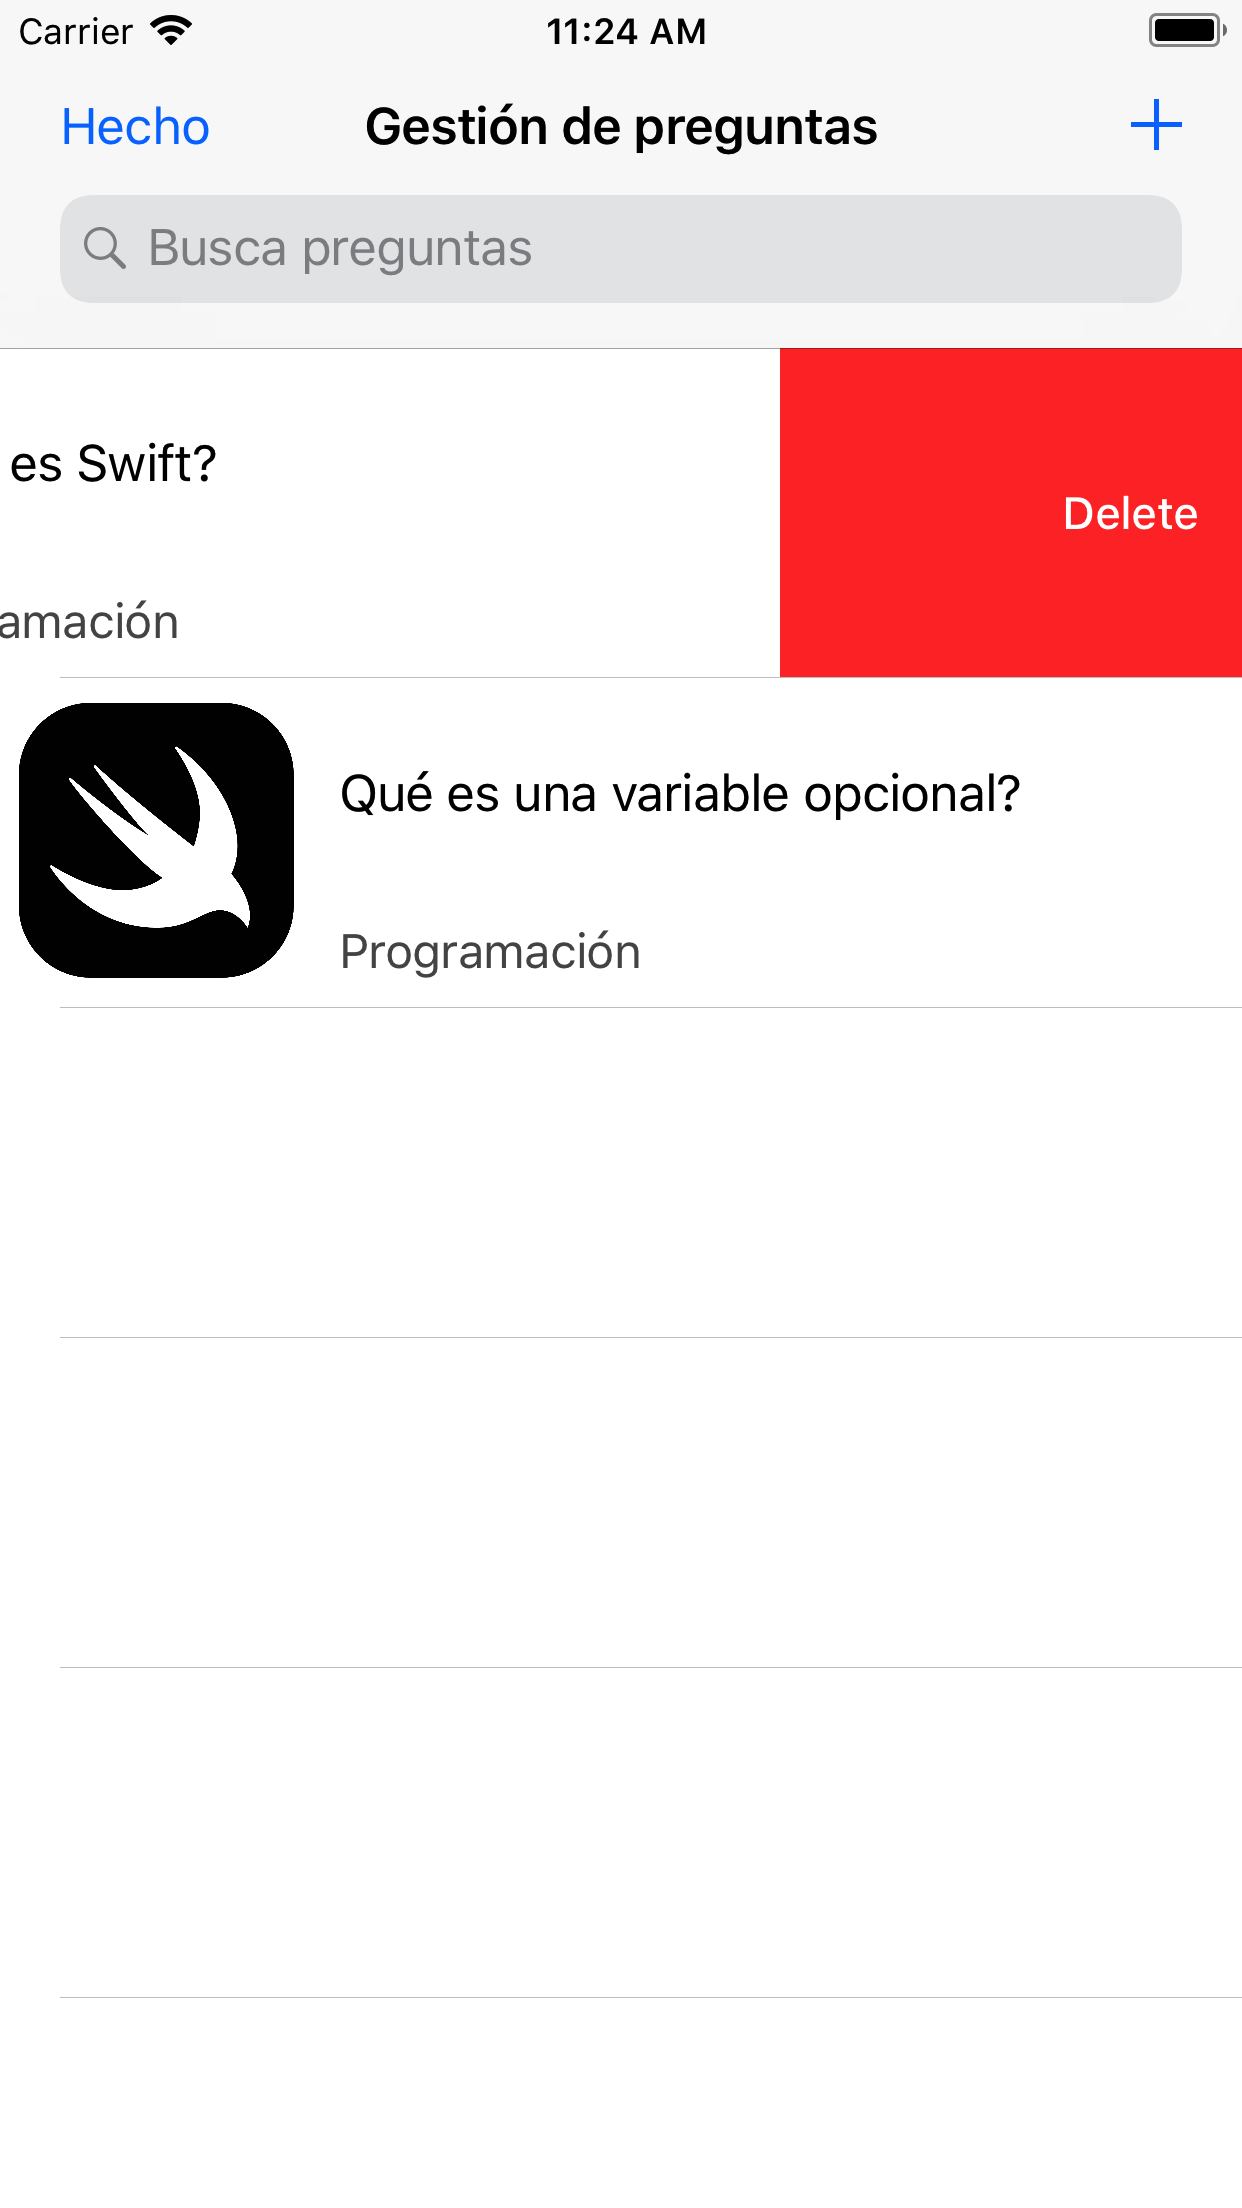 Carrier 11:24 AM
Hecho Gestión de preguntas +
Busca preguntas
es Swift?
Delete
amación
Qué es una variable opcional?
Programación